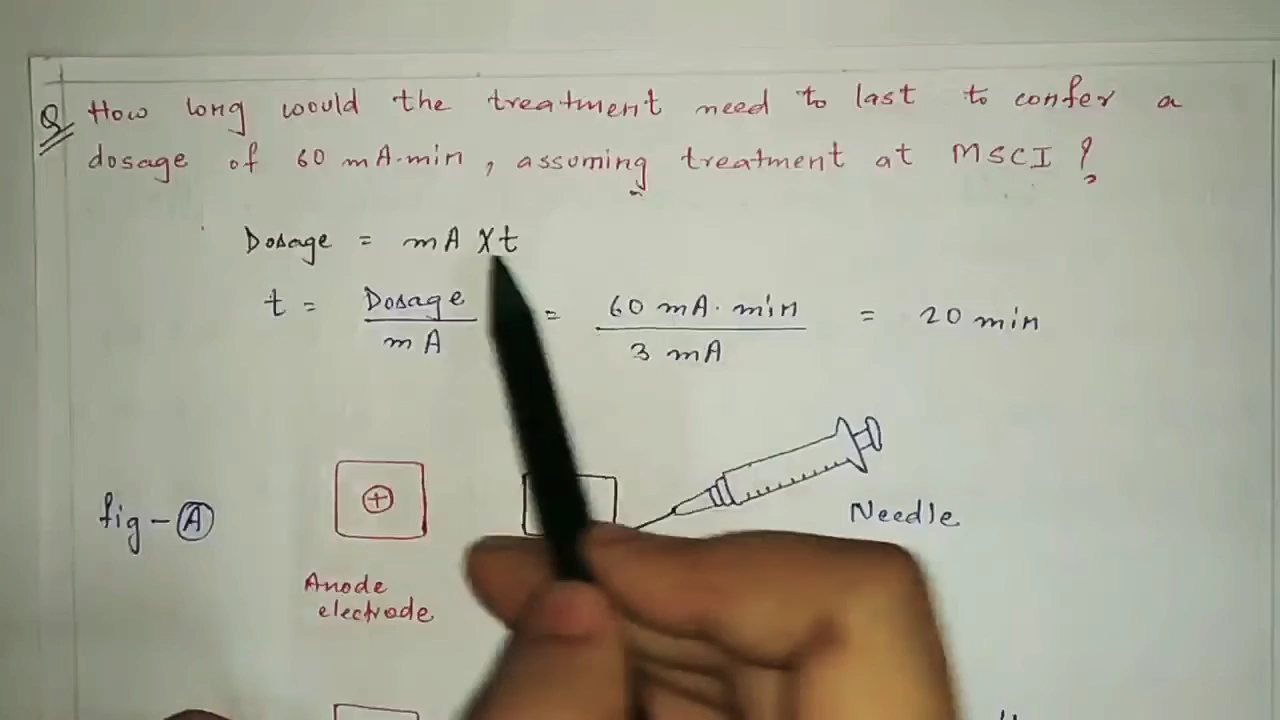 Q How long would the treatment need to last to confer a
dosage of 60 mA.min, assuming treatment at MSCI ?
Dosage = mA X t
t = Dosage / mA = 60 mA. min / 3 mA = 20 min
fig - A
+
Needle
Anode
electrode